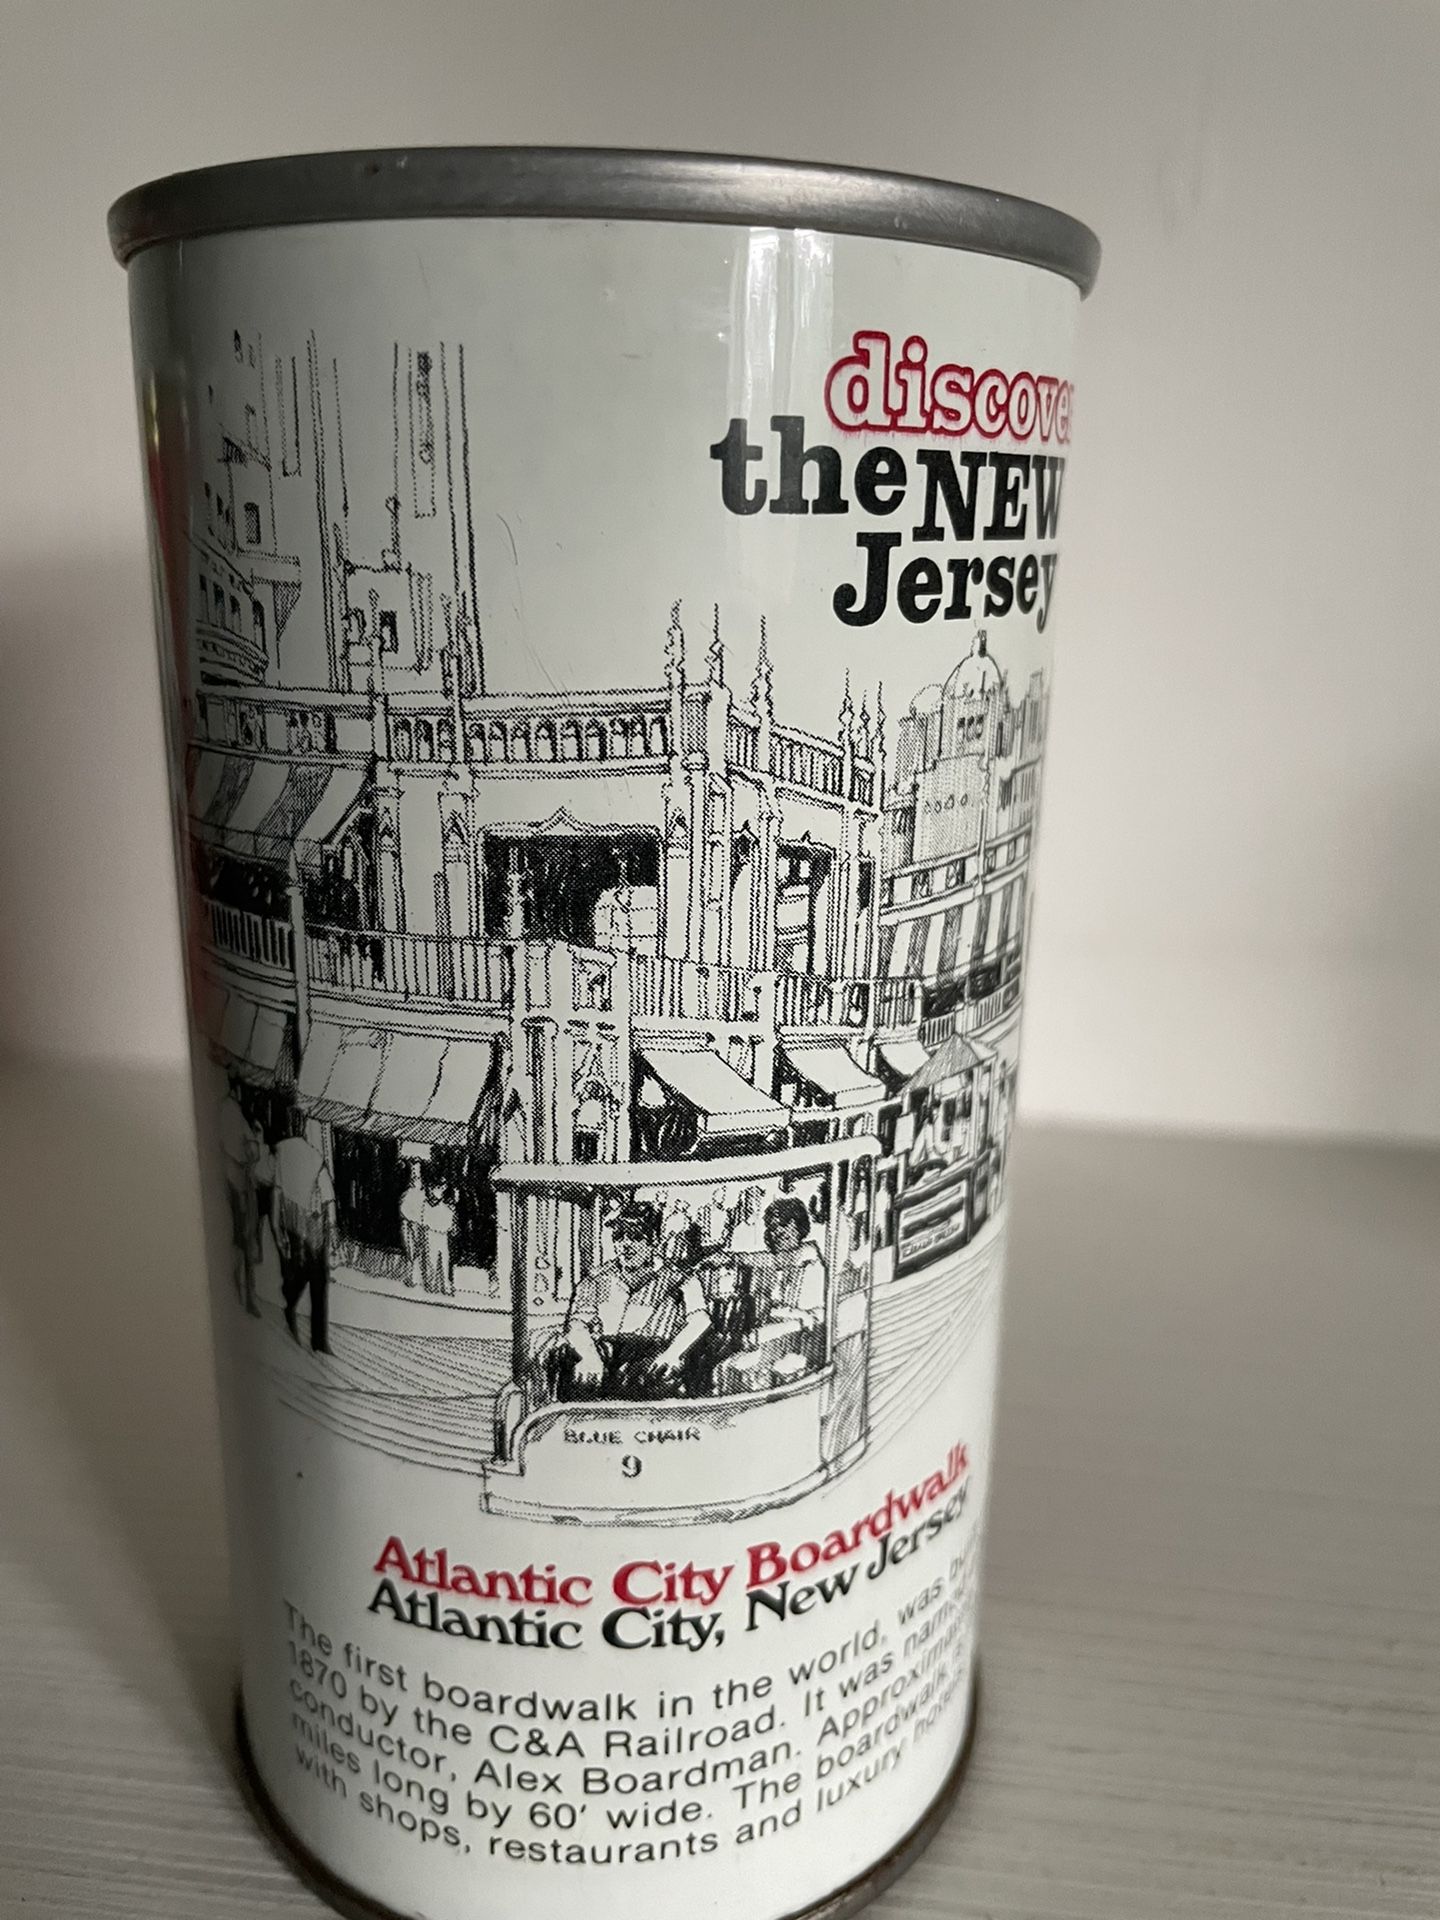 discover
the NEW
Jersey
BLUE CHAIR
9
Atlantic City Boardwalk
Atlantic City, New Jersey
The first boardwalk in the world, was
1870 by the C&A Railroad. It was
conductor, Alex Boardman.
miles long by 60' wide. The boardwalk
with shops, restaurants and luxury